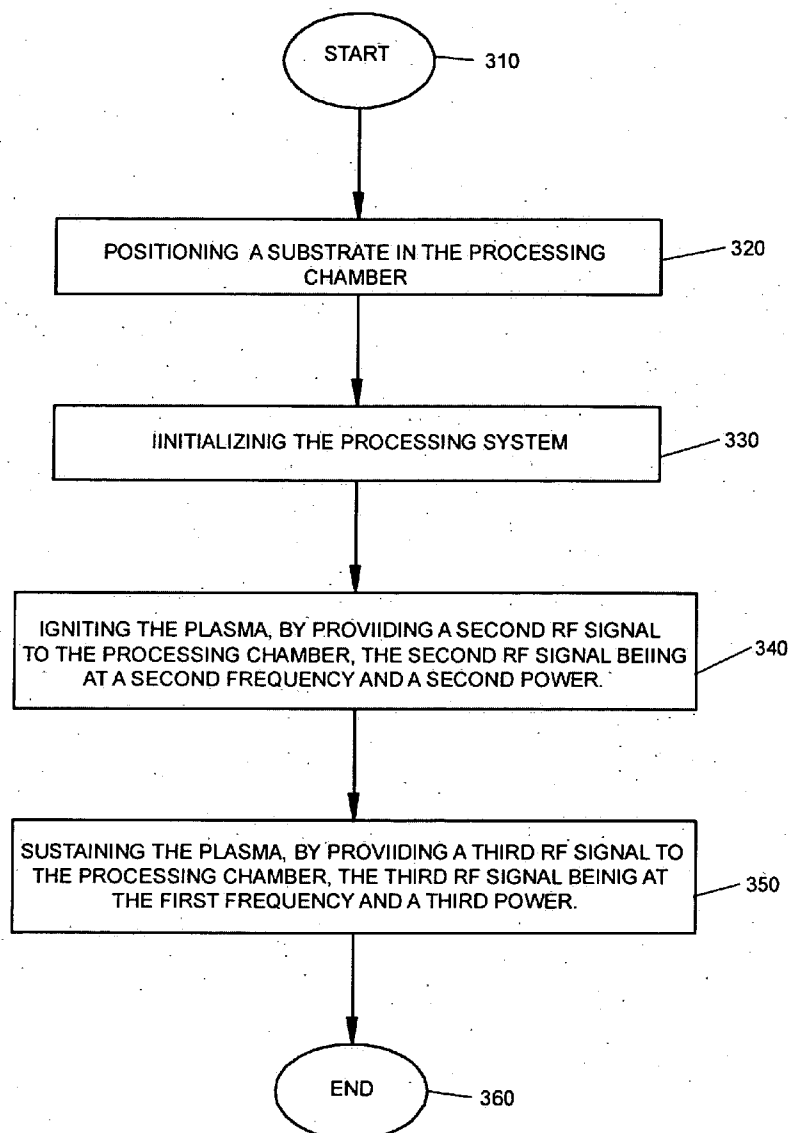 START
310
POSITIONING A SUBSTRATE IN THE PROCESSING
CHAMBER
320
IINITIALIZINIG THE PROCESSING SYSTEM
330
IGNITING THE PLASMA, BY PROVIIDING A SECOND RF SIGNAL
TO THE PROCESSING CHAMBER, THE SECOND RF SIGNAL BEIING
AT A SECOND FREQUENCY AND A SECOND POWER.
340
SUSTAINING THE PLASMA, BY PROVIIDING A THIRD RF SIGNAL TO
THE PROCESSING CHAMBER, THE THIRD RF SIGNAL BEINIG AT
THE FIRST FREQUENCY AND A THIRD POWER.
350
END
360